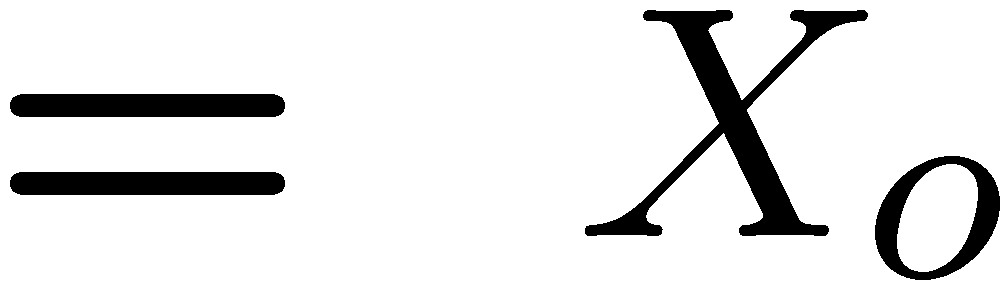 = X_O